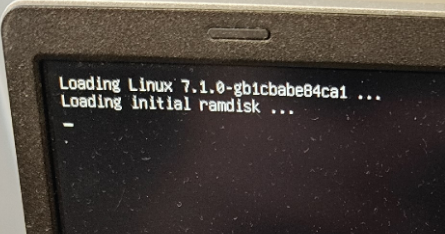 Loading Linux 7.1.0-gb1cbabe84ca1 ...
Loading initial ramdisk ...